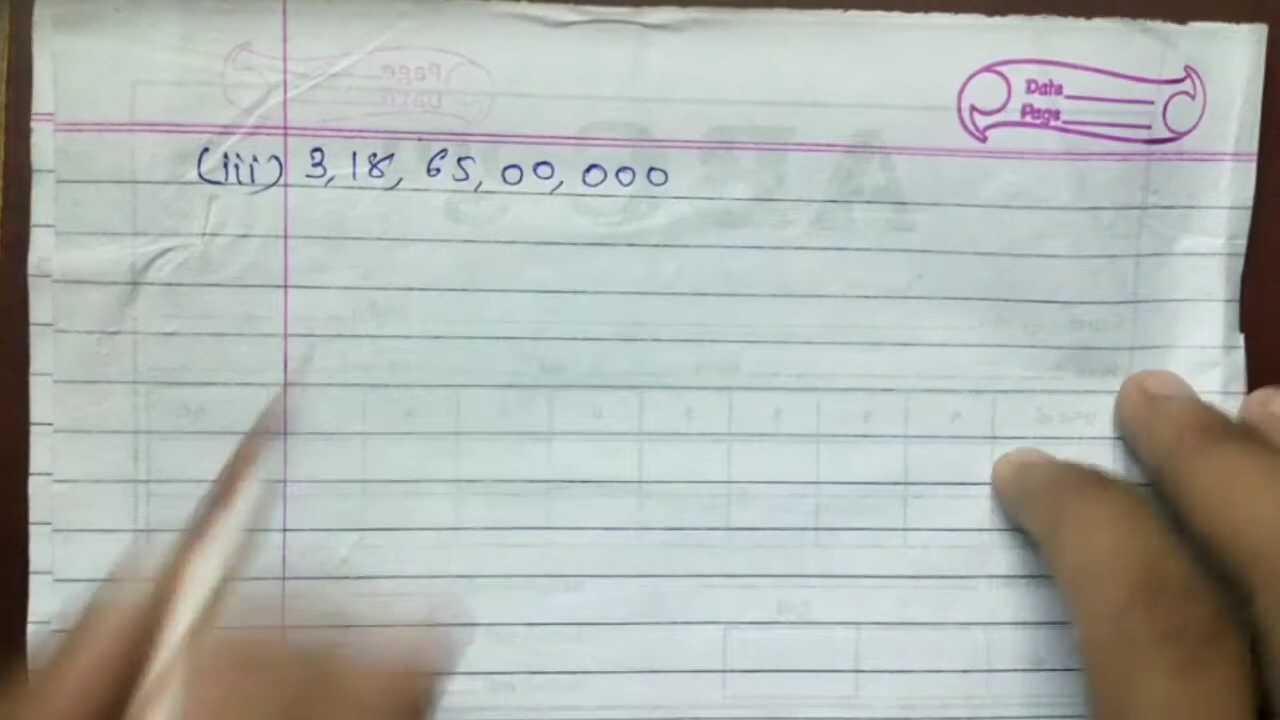 Date
Page
(iii) 3,18, 65,00,000